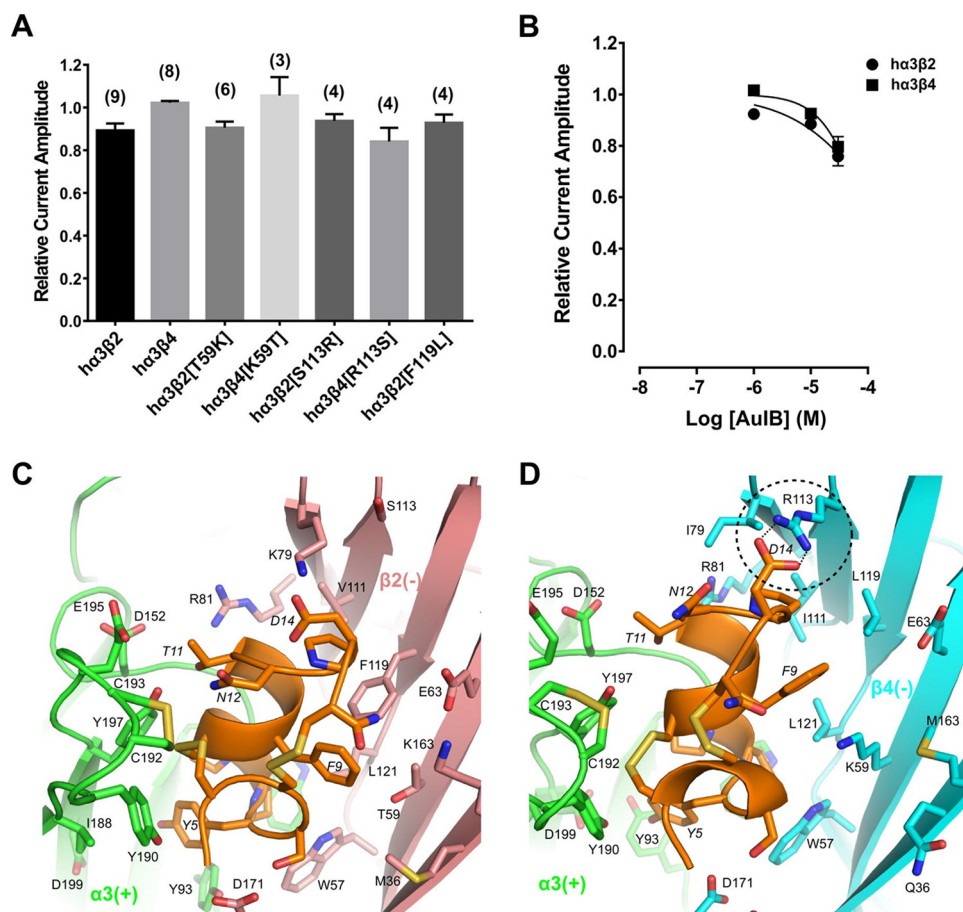 A
Relative Current Amplitude
1.2
1.0
0.8
0.6
0.4
0.2
0.0
(9)
(8)
(6)
(3)
(4)
(4)
(4)
hα3β2
hα3β4
hα3β2[T59K]
hα3β4[K59T]
hα3β2[S113R]
hα3β4[R113S]
hα3β2[F119L]
B
Relative Current Amplitude
1.2
1.0
0.8
0.6
0.4
0.2
0.0
hα3β2
hα3β4
-8
-7
-6
-5
-4
Log [AuIB] (M)
C
S113
K79
V111
β2(-)
R81
D14
E195
D152
T11
C193
N12
F119
E63
Y197
C192
K163
F9
L121
T59
I188
Y5
Y190
D199
Y93
D171
W57
M36
α3(+)
D
R113
I79
D14
R81
N12
L119
E195
D152
I111
E63
T11
F9
Y197
β4(-)
C193
L121
M163
C192
K59
D199
Y190
Y93
Y5
W57
α3(+)
D171
Q36